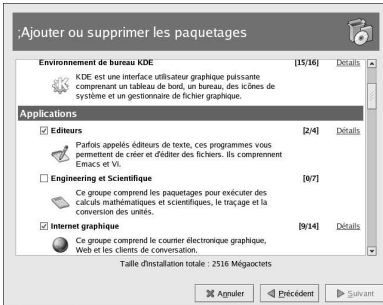 ;Ajouter ou supprimer les paquetages
Environnement de bureau KDE [15/16] Détails
KDE est une interface utilisateur graphique puissante
comprenant un tableau de bord, un bureau, des icônes de
système et un gestionnaire de fichier graphique.
Applications
Editeurs [2/4] Détails
Parfois appelés éditeurs de texte, ces programmes vous
permettent de créer et d'éditer des fichiers. Ils comprennent
Emacs et Vi.
Engineering et Scientifique [0/7]
Ce groupe comprend les paquetages pour exécuter des
calculs mathématiques et scientifiques, le traçage et la
conversion des unités.
Internet graphique [9/14] Détails
Ce groupe comprend le courrier électronique graphique,
Web et les clients de conversation.
Taille d'installation totale : 2516 Mégaoctets
Annuler Précédent Suivant